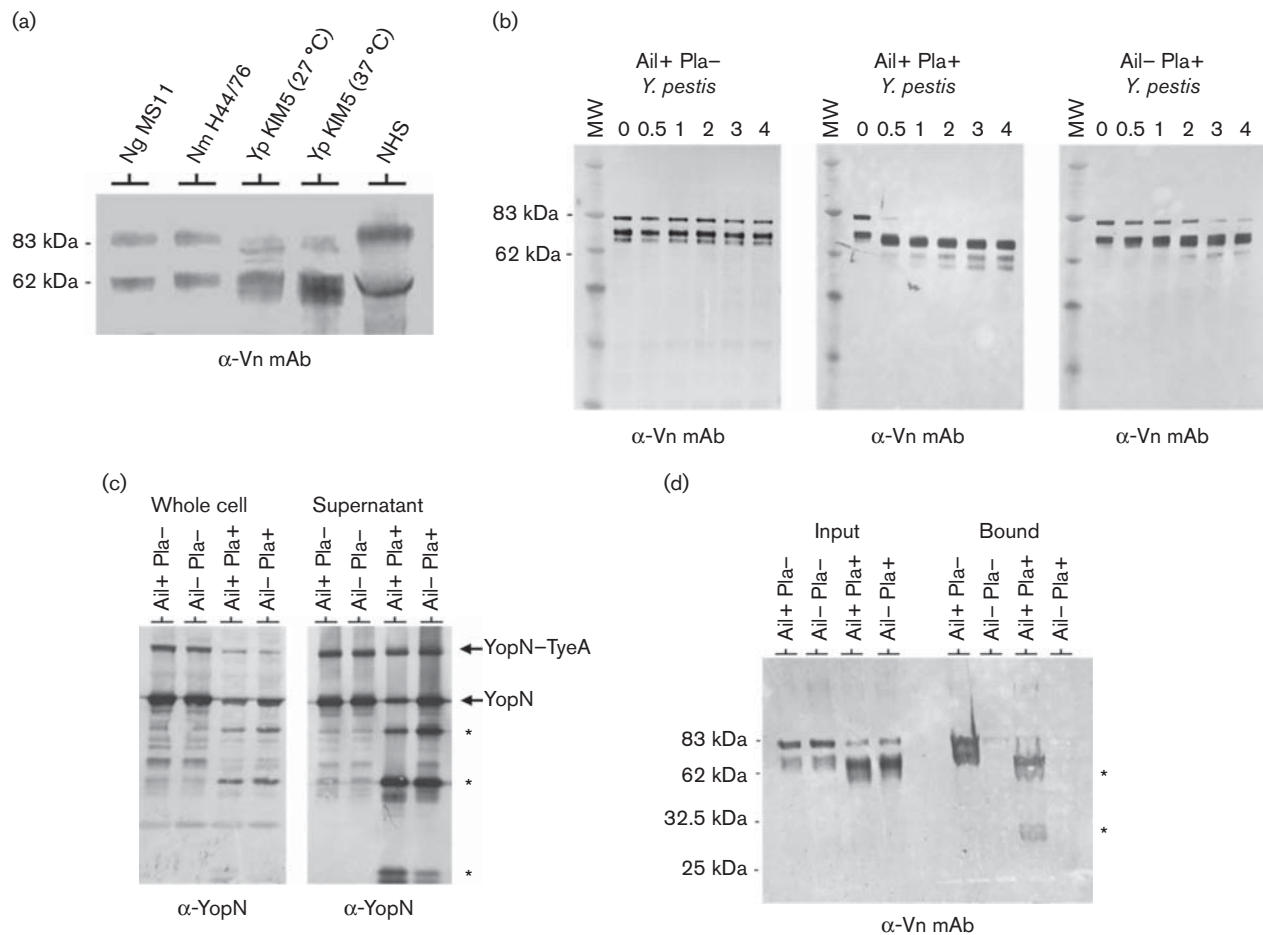 (a)
Ng MS11
Nm H44/76
Yp KIM5 (27 °C)
Yp KIM5 (37 °C)
NHS
83 kDa
62 kDa
α-Vn mAb
(b)
Ail+ Pla−
Y. pestis
MW 0 0.5 1 2 3 4
Ail+ Pla+
Y. pestis
MW 0 0.5 1 2 3 4
Ail− Pla+
Y. pestis
MW 0 0.5 1 2 3 4
83 kDa
62 kDa
α-Vn mAb
α-Vn mAb
α-Vn mAb
(c)
Whole cell
Ail+ Pla−
Ail− Pla−
Ail+ Pla+
Ail− Pla+
Supernatant
Ail+ Pla−
Ail− Pla−
Ail+ Pla+
Ail− Pla+
YopN–TyeA
YopN
*
*
*
α-YopN
α-YopN
(d)
Input
Ail+ Pla−
Ail− Pla−
Ail+ Pla+
Ail− Pla+
Bound
Ail+ Pla−
Ail− Pla−
Ail+ Pla+
Ail− Pla+
83 kDa
62 kDa
*
32.5 kDa
*
25 kDa
α-Vn mAb